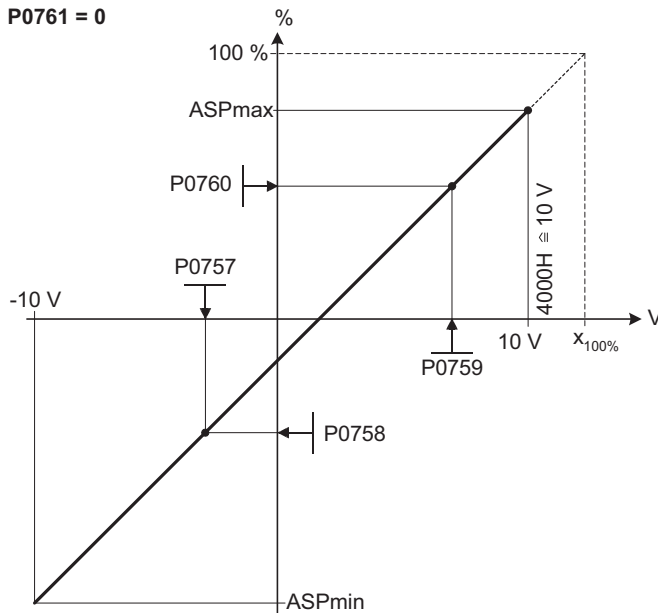 P0761 = 0
%
100 %
ASPmax
P0760
4000H ≙ 10 V
P0757
-10 V
V
10 V
x100%
P0759
P0758
ASPmin